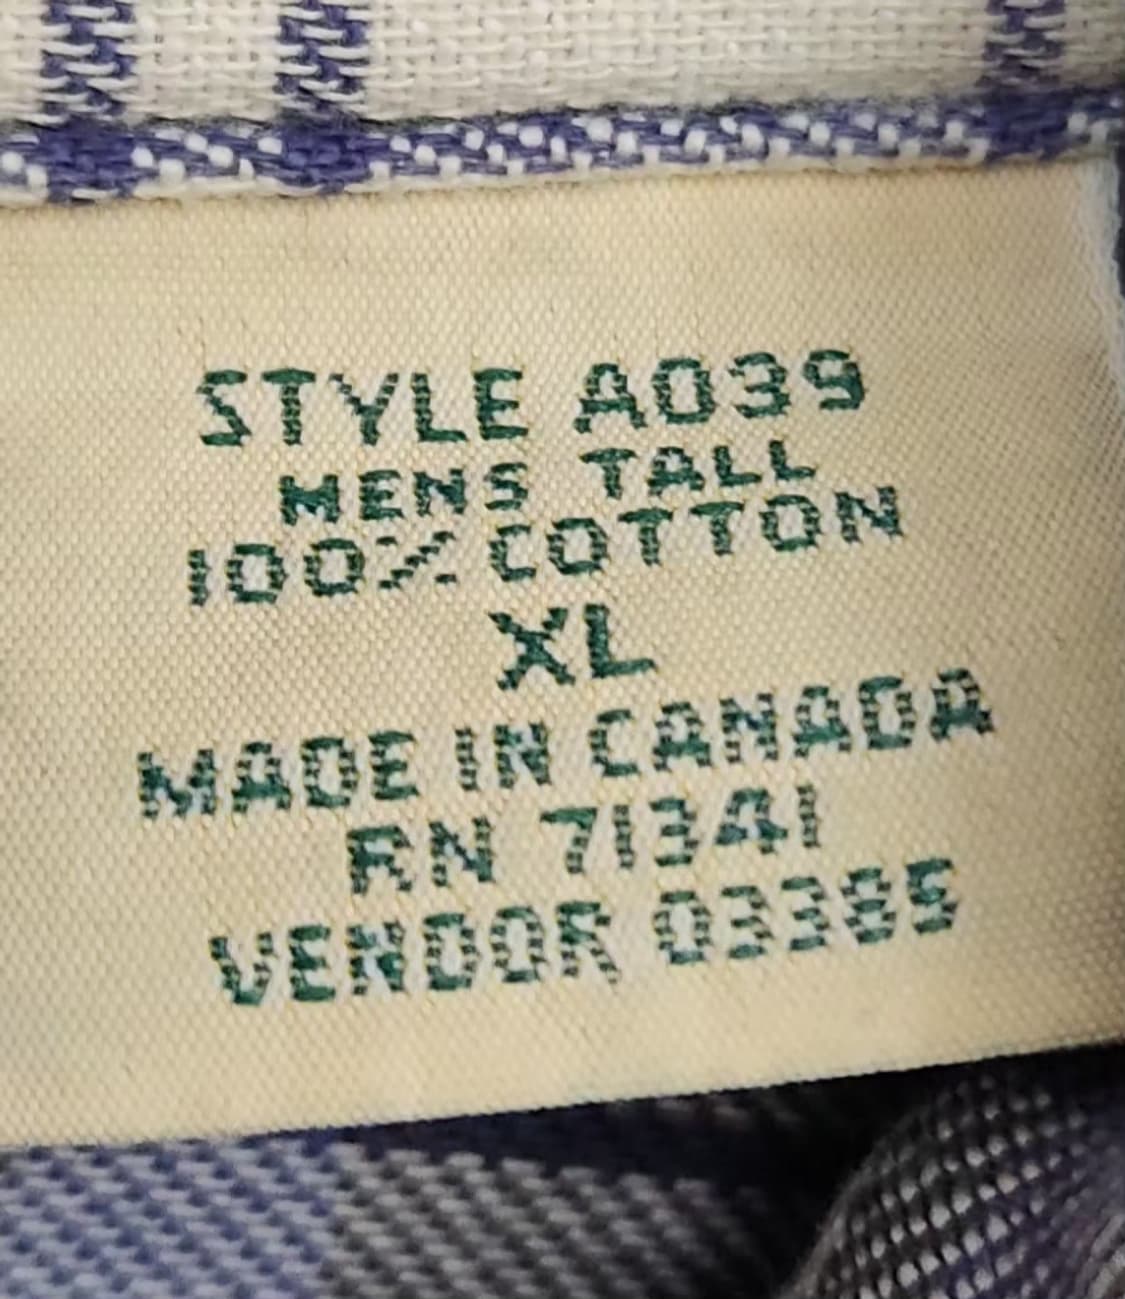 STYLE A039
MENS TALL
100% COTTON
XL
MADE IN CANADA
RN 71341
VENDOR 03385